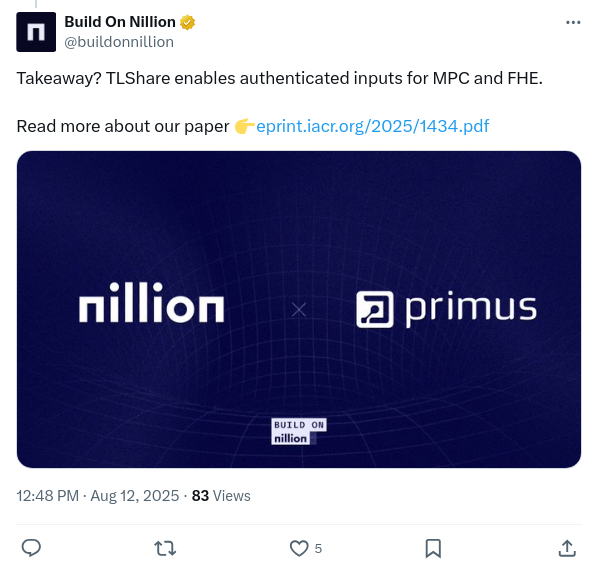 Build On Nillion
@buildonnillion
Takeaway? TLShare enables authenticated inputs for MPC and FHE.
Read more about our paper 👉eprint.iacr.org/2025/1434.pdf
nillion
primus
BUILD ON
nillion
12:48 PM · Aug 12, 2025 · 83 Views
5